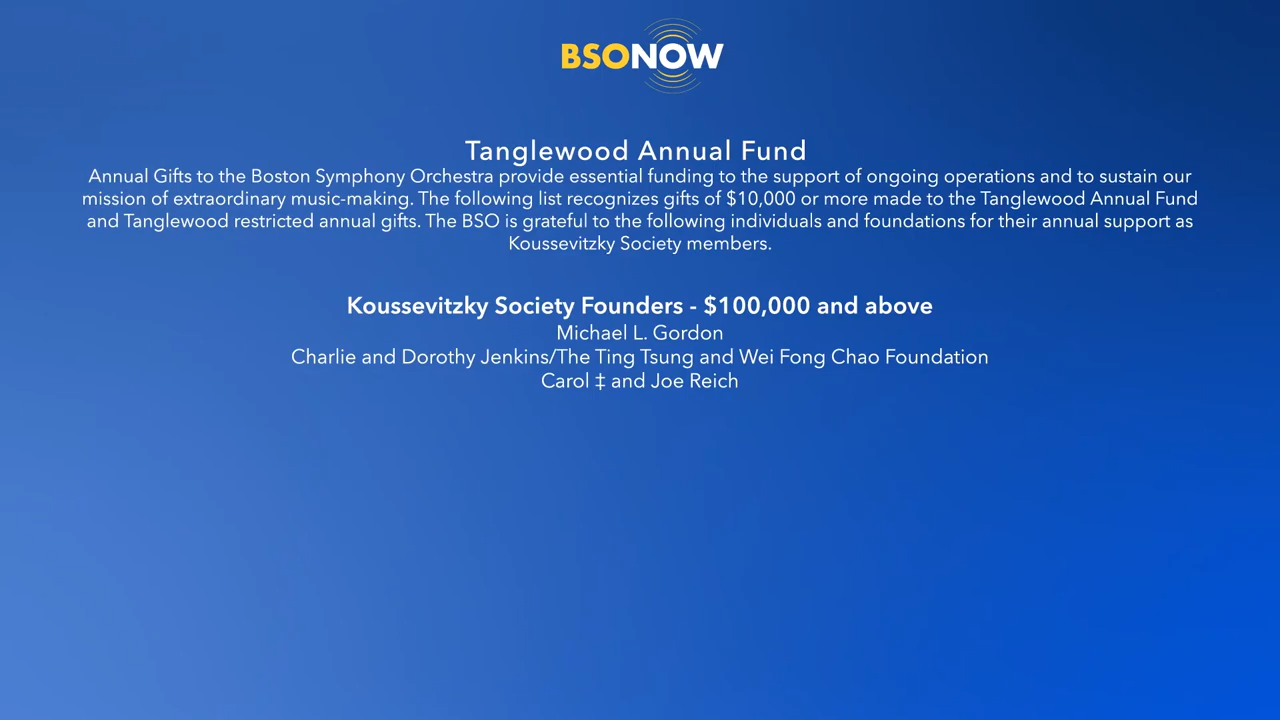 BSONOW
Tanglewood Annual Fund
Annual Gifts to the Boston Symphony Orchestra provide essential funding to the support of ongoing operations and to sustain our
mission of extraordinary music-making. The following list recognizes gifts of $10,000 or more made to the Tanglewood Annual Fund
and Tanglewood restricted annual gifts. The BSO is grateful to the following individuals and foundations for their annual support as
Koussevitzky Society members.
Koussevitzky Society Founders - $100,000 and above
Michael L. Gordon
Charlie and Dorothy Jenkins/The Ting Tsung and Wei Fong Chao Foundation
Carol ‡ and Joe Reich